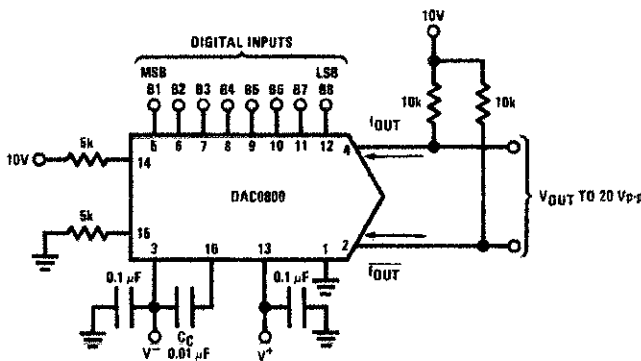 10V
DIGITAL INPUTS
MSB LSB
B1 B2 B3 B4 B5 B6 B7 B8
10k 10k
IOUT
5 6 7 8 9 10 11 12 4
10V 5k 14
DAC0800
VOUT TO 20 Vp-p
5k 15
3 16 13 1 2
IOUT
0.1 µF 0.1 µF
CC
0.01 µF
V− V+